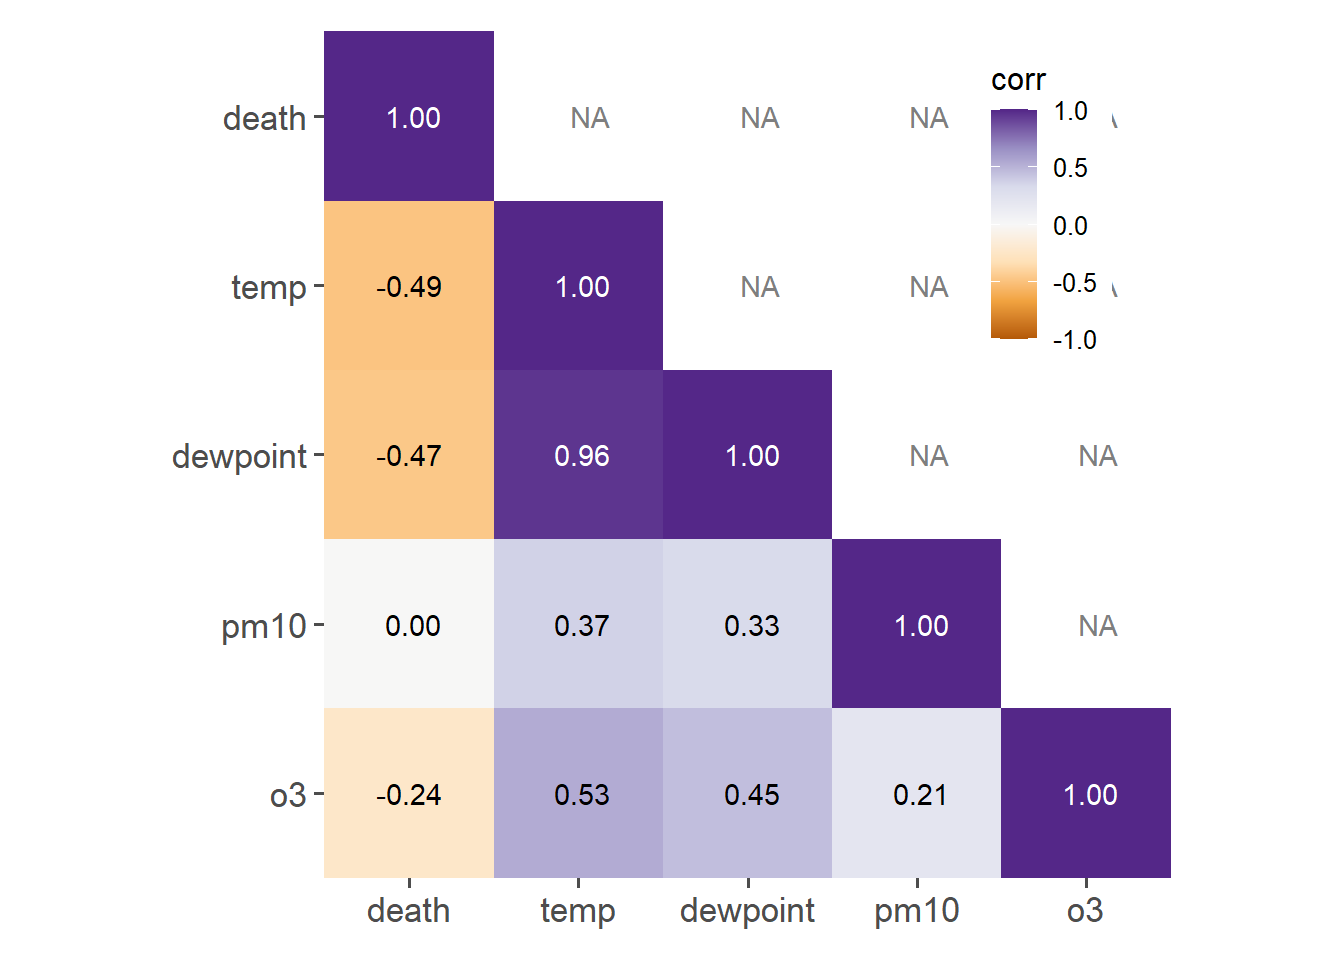 corr
1.0
0.5
0.0
-0.5
-1.0
death 1.00 NA NA NA
temp -0.49 1.00 NA NA
dewpoint -0.47 0.96 1.00 NA NA
pm10 0.00 0.37 0.33 1.00 NA
o3 -0.24 0.53 0.45 0.21 1.00
death temp dewpoint pm10 o3